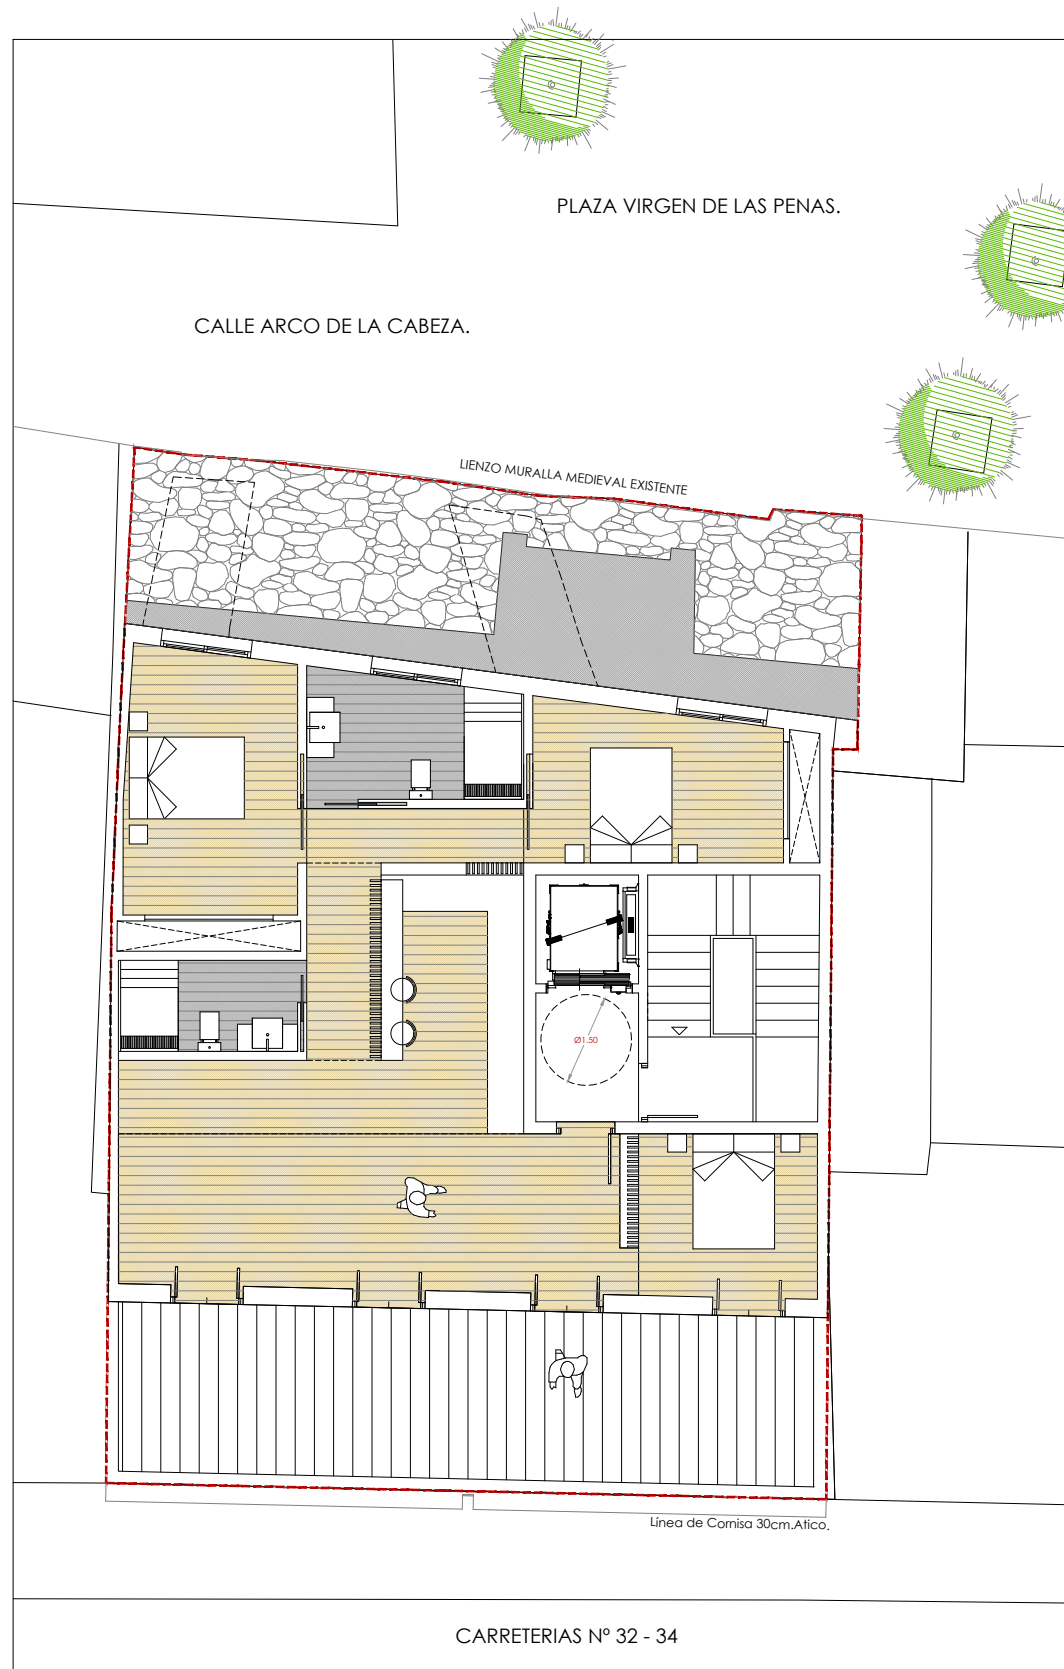 PLAZA VIRGEN DE LAS PENAS.
CALLE ARCO DE LA CABEZA.
LIENZO MURALLA MEDIEVAL EXISTENTE
Ø1.50
Línea de Cornisa 30cm.Atico.
CARRETERIAS Nº 32 - 34